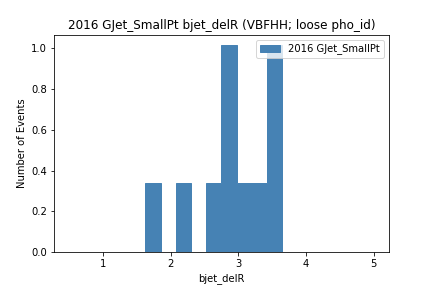 2016 GJet_SmallPt bjet_delR (VBFHH; loose pho_id)
2016 GJet_SmallPt
Number of Events
1.0
0.8
0.6
0.4
0.2
0.0
1 2 3 4 5
bjet_delR